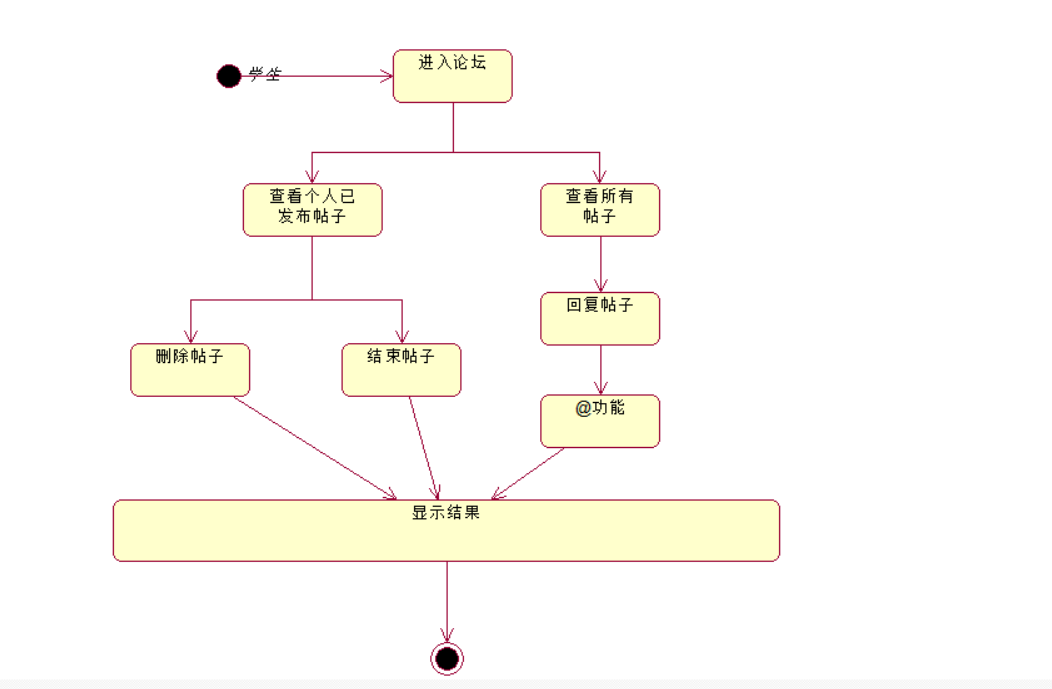 学生
进入论坛
查看个人已
发布帖子
查看所有
帖子
回复帖子
删除帖子
结束帖子
@功能
显示结果